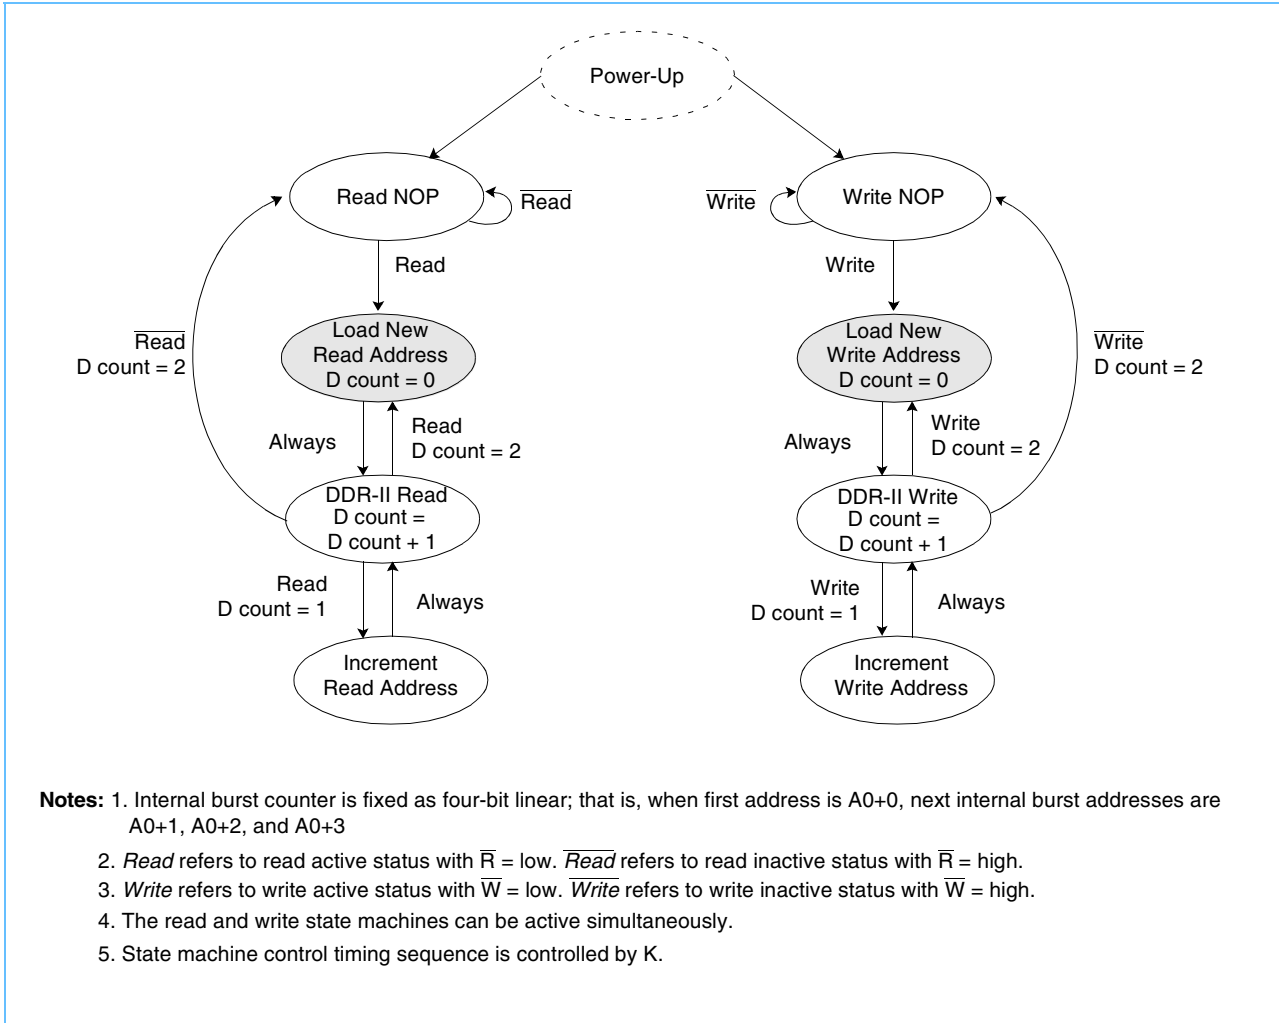 Power-Up
Read NOP
R̅e̅a̅d̅
W̅r̅i̅t̅e̅
Write NOP
Read
Write
Load New
Read Address
D count = 0
Load New
Write Address
D count = 0
R̅e̅a̅d̅
D count = 2
W̅r̅i̅t̅e̅
D count = 2
Always
Read
D count = 2
Always
Write
D count = 2
DDR-II Read
D count =
D count + 1
DDR-II Write
D count =
D count + 1
Read
D count = 1
Always
Write
D count = 1
Always
Increment
Read Address
Increment
Write Address
Notes: 1. Internal burst counter is fixed as four-bit linear; that is, when first address is A0+0, next internal burst addresses are
A0+1, A0+2, and A0+3
2. Read refers to read active status with R̅ = low. R̅e̅a̅d̅ refers to read inactive status with R̅ = high.
3. Write refers to write active status with W̅ = low. W̅r̅i̅t̅e̅ refers to write inactive status with W̅ = high.
4. The read and write state machines can be active simultaneously.
5. State machine control timing sequence is controlled by K.